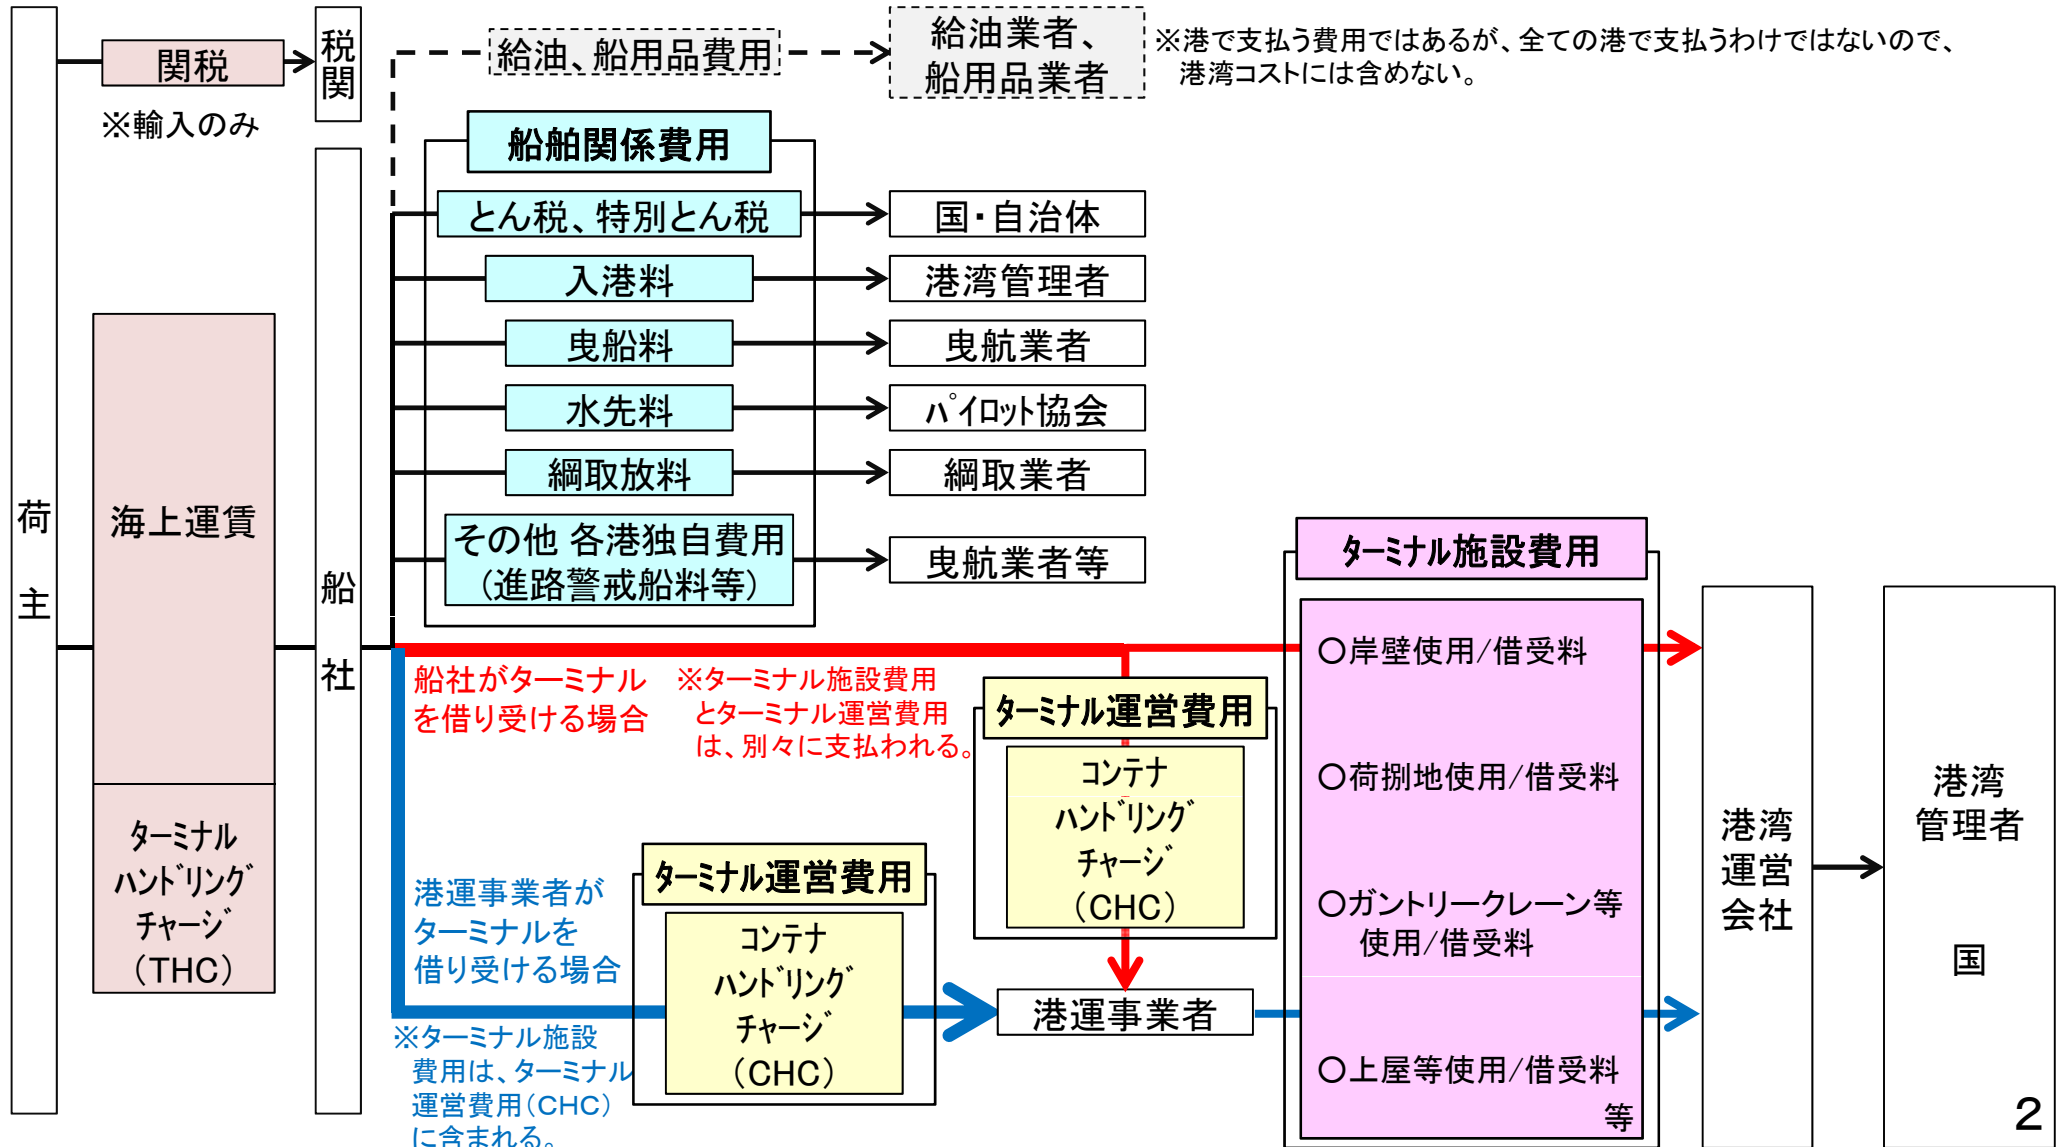 荷
主
関税
※輸入のみ
税
関
海上運賃
ターミナル
ハンドリング
チャージ
(THC)
船
社
給油、船用品費用
給油業者、
船用品業者
※港で支払う費用ではあるが、全ての港で支払うわけではないので、
港湾コストには含めない。
船舶関係費用
とん税、特別とん税
国・自治体
入港料
港湾管理者
曳船料
曳航業者
水先料
パイロット協会
綱取放料
綱取業者
その他 各港独自費用
(進路警戒船料等)
曳航業者等
船社がターミナル
を借り受ける場合
※ターミナル施設費用
とターミナル運営費用
は、別々に支払われる。
ターミナル運営費用
コンテナ
ハンドリング
チャージ
(CHC)
港運事業者が
ターミナルを
借り受ける場合
※ターミナル施設
費用は、ターミナル
運営費用(CHC)
に含まれる。
ターミナル運営費用
コンテナ
ハンドリング
チャージ
(CHC)
港運事業者
ターミナル施設費用
○岸壁使用/借受料
○荷捌地使用/借受料
○ガントリークレーン等
使用/借受料
○上屋等使用/借受料
等
港湾
運営
会社
港湾
管理者
国
2